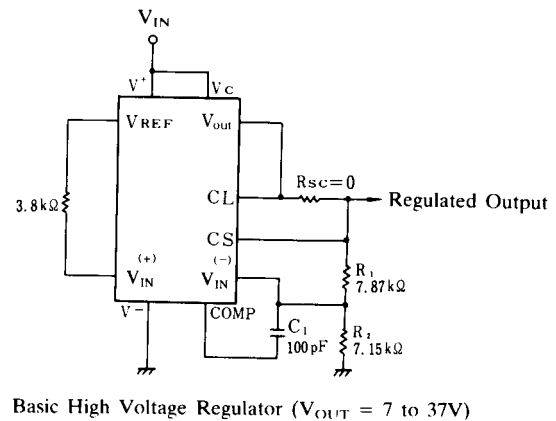 VIN
V+ VC
VREF Vout
CL Rsc=0 Regulated Output
3.8kΩ
CS
(+) (−)
VIN VIN
R1
7.87kΩ
V− COMP
C1
100pF
R2
7.15kΩ
Basic High Voltage Regulator (VOUT = 7 to 37V)